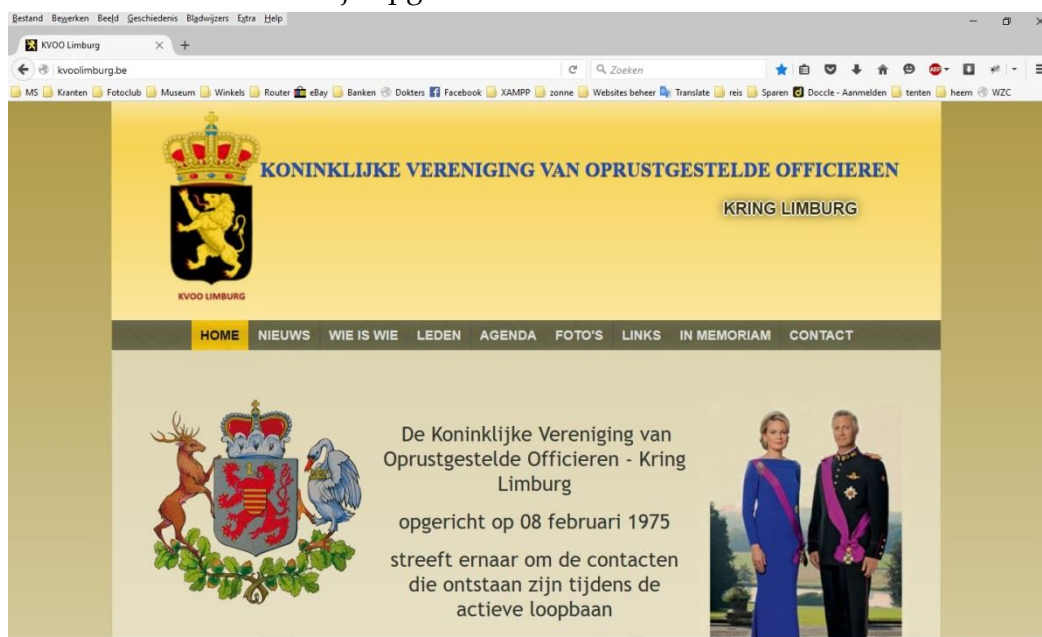 Bestand Bewerken Beeld Geschiedenis Bladwijzers Extra Help
KVOO Limburg
kvoolimburg.be
Zoeken
ABP
MS Kranten Fotoclub Museum Winkels Router eBay Banken Dokters Facebook XAMPP zonne Websites beheer Translate reis Sparen Doccle - Aanmelden tenten heem WZC
KONINKLIJKE VERENIGING VAN OPRUSTGESTELDE OFFICIEREN
KRING LIMBURG
KVOO LIMBURG
HOME NIEUWS WIE IS WIE LEDEN AGENDA FOTO'S LINKS IN MEMORIAM CONTACT
De Koninklijke Vereniging van
Oprustgestelde Officieren - Kring
Limburg
opgericht op 08 februari 1975
streeft ernaar om de contacten
die ontstaan zijn tijdens de
actieve loopbaan